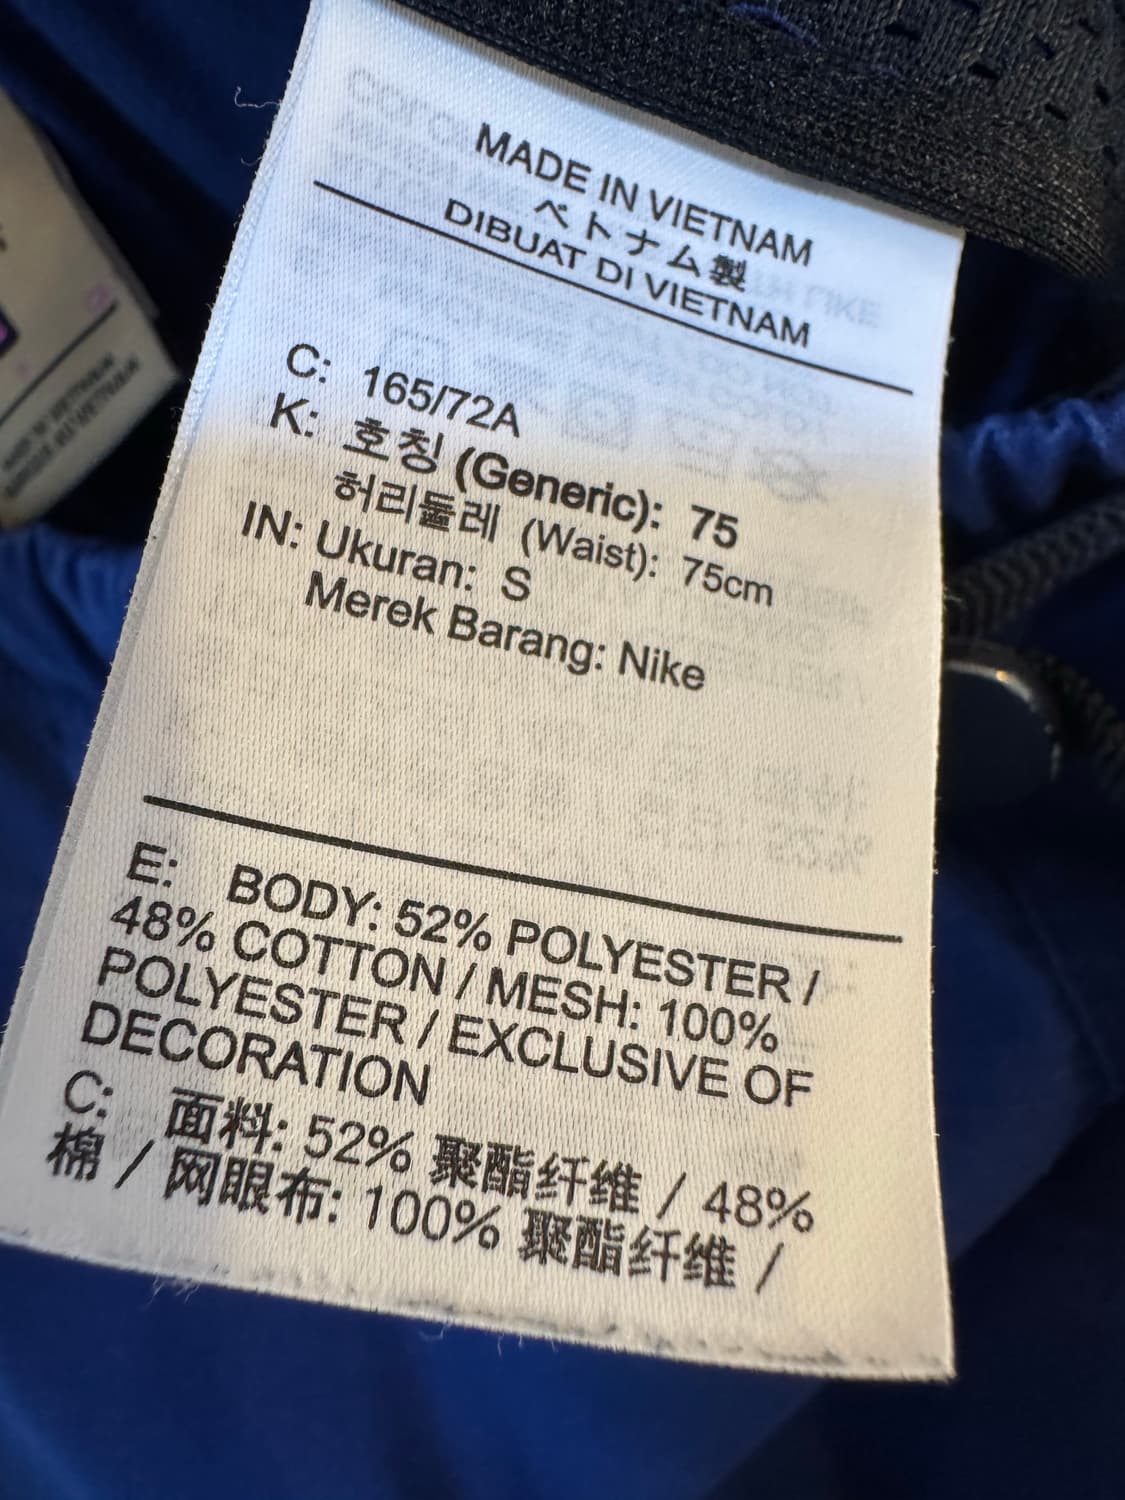 MADE IN VIETNAM
ベトナム製
DIBUAT DI VIETNAM
C: 165/72A
K: 호칭 (Generic): 75
허리둘레 (Waist): 75cm
IN: Ukuran: S
Merek Barang: Nike
E: BODY: 52% POLYESTER /
48% COTTON / MESH: 100%
POLYESTER / EXCLUSIVE OF
DECORATION
C: 面料: 52% 聚酯纤维 / 48%
棉 / 网眼布: 100% 聚酯纤维 /